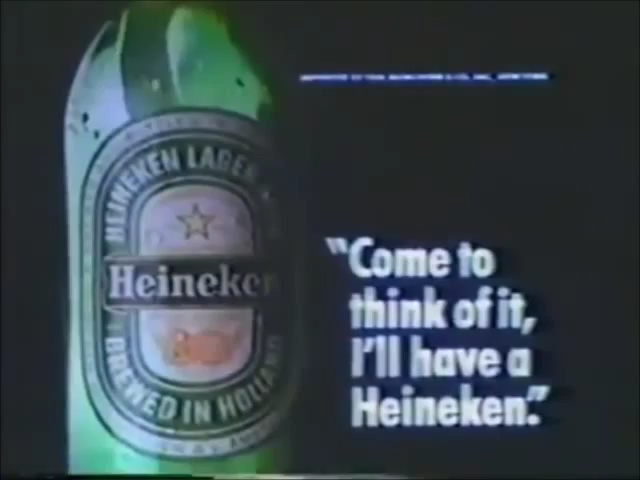 HEINEKEN LAGER
Heineken
BREWED IN HOLLAND
"Come to
think of it,
I'll have a
Heineken."